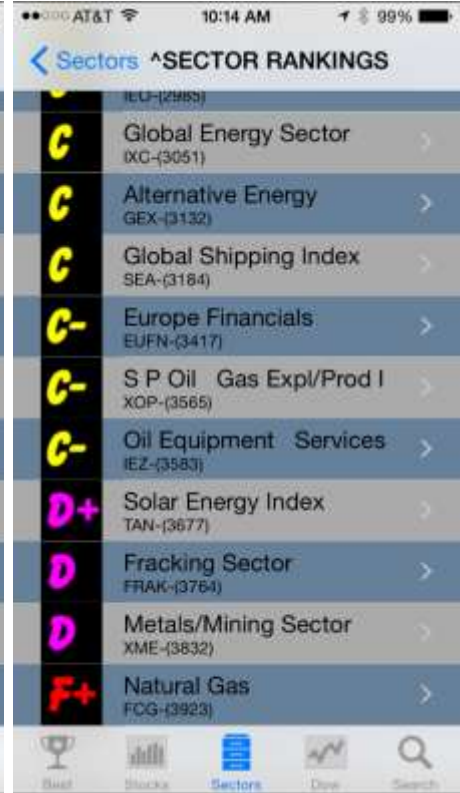 AT&T 10:14 AM 99%
Sectors ^SECTOR RANKINGS
C IEO-(2985)
C Global Energy Sector
IXC-(3051)
C Alternative Energy
GEX-(3132)
C Global Shipping Index
SEA-(3184)
C- Europe Financials
EUFN-(3417)
C- S P Oil Gas Expl/Prod I
XOP-(3565)
C- Oil Equipment Services
IEZ-(3583)
D+ Solar Energy Index
TAN-(3677)
D Fracking Sector
FRAK-(3764)
D Metals/Mining Sector
XME-(3832)
F+ Natural Gas
FCG-(3923)
Best Stocks Sectors Dow Search